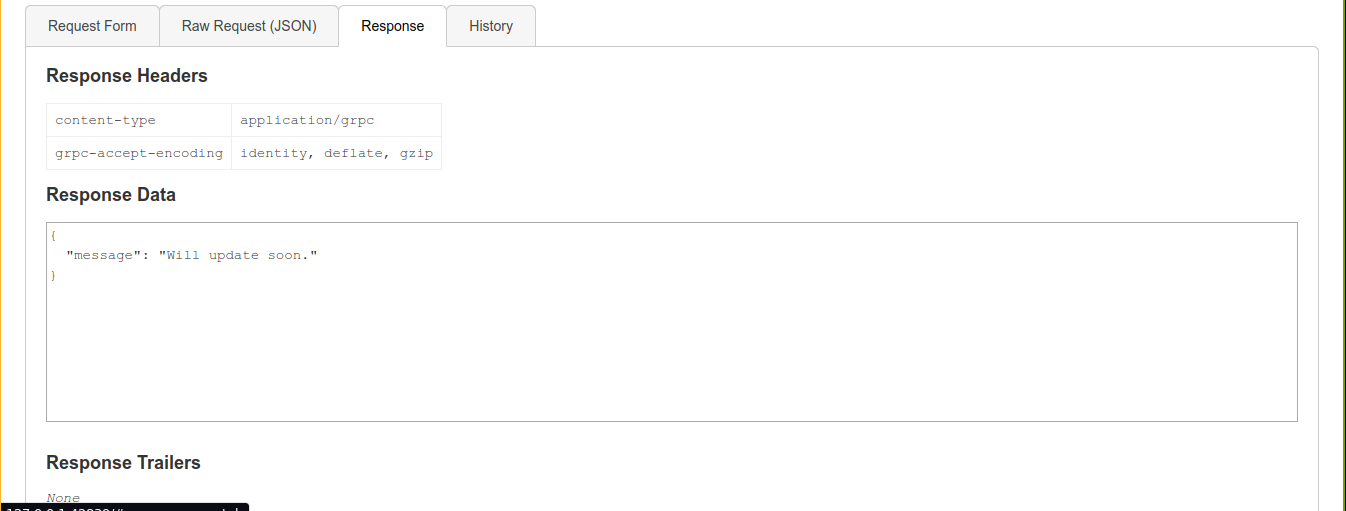 Request Form
Raw Request (JSON)
Response
History
Response Headers
content-type application/grpc
grpc-accept-encoding identity, deflate, gzip
Response Data
{
"message": "Will update soon."
}
Response Trailers
None